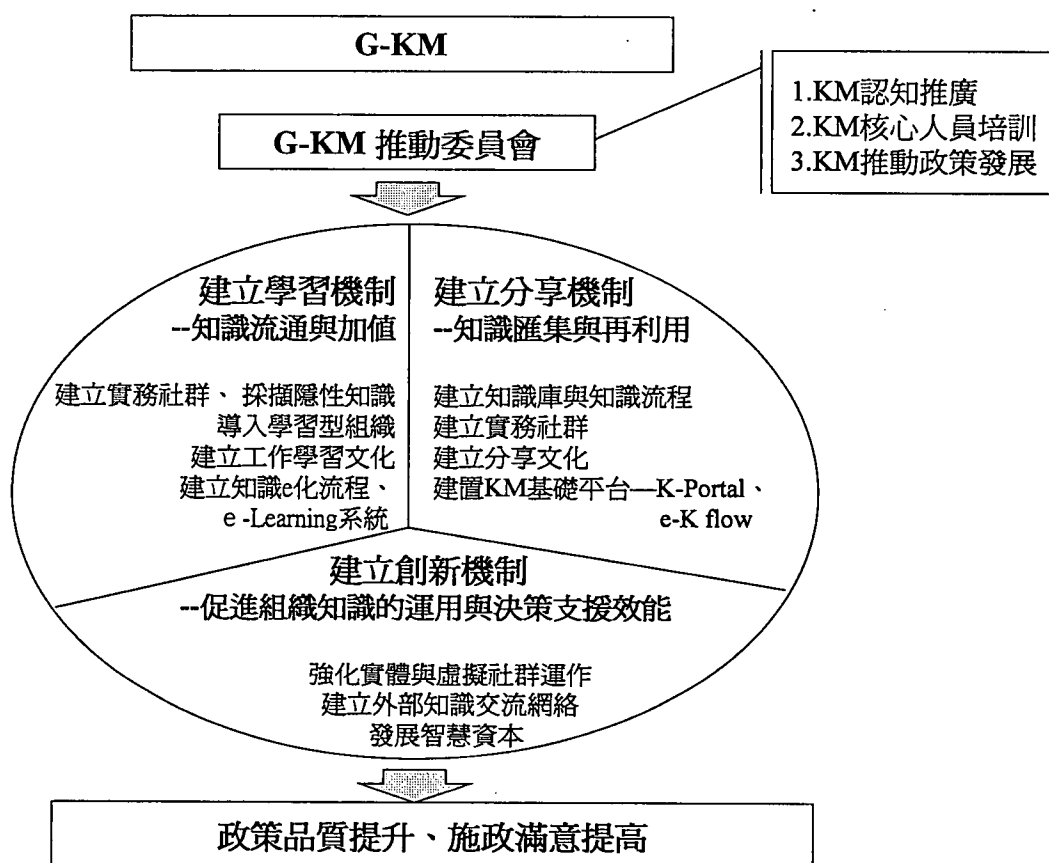 G-KM
G-KM 推動委員會
1.KM認知推廣
2.KM核心人員培訓
3.KM推動政策發展
建立學習機制
--知識流通與加值
建立實務社群、採擷隱性知識
導入學習型組織
建立工作學習文化
建立知識e化流程、
e-Learning系統
建立分享機制
--知識匯集與再利用
建立知識庫與知識流程
建立實務社群
建立分享文化
建置KM基礎平台—K-Portal、
e-K flow
建立創新機制
--促進組織知識的運用與決策支援效能
強化實體與虛擬社群運作
建立外部知識交流網絡
發展智慧資本
政策品質提升、施政滿意提高